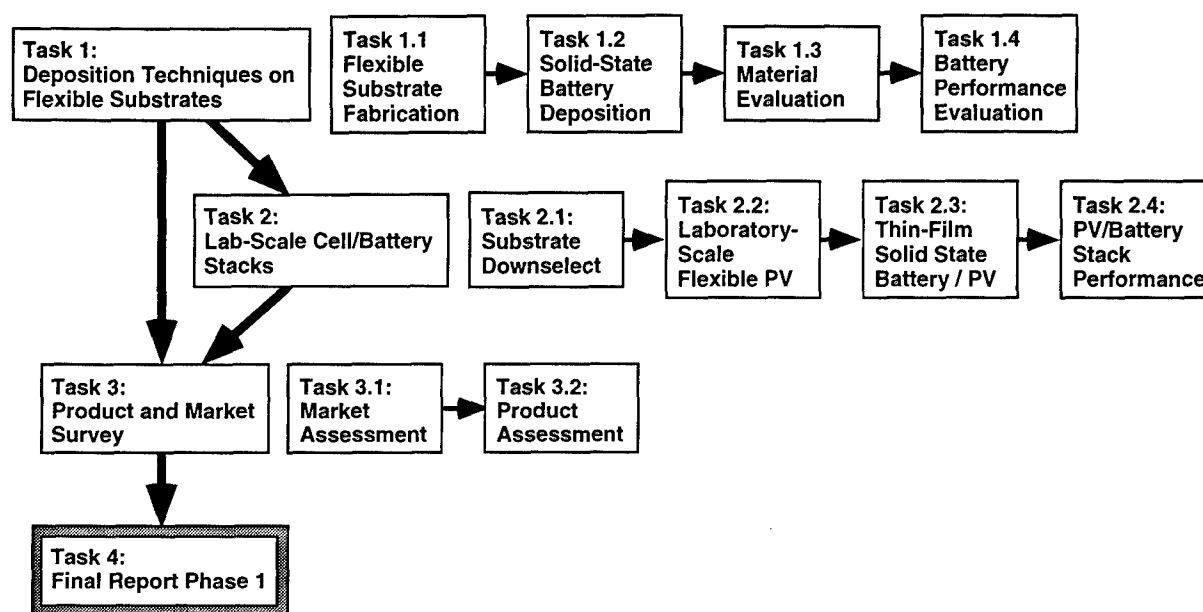 Task 1:
Deposition Techniques on
Flexible Substrates
Task 1.1
Flexible
Substrate
Fabrication
Task 1.2
Solid-State
Battery
Deposition
Task 1.3
Material
Evaluation
Task 1.4
Battery
Performance
Evaluation
Task 2:
Lab-Scale Cell/Battery
Stacks
Task 2.1:
Substrate
Downselect
Task 2.2:
Laboratory-
Scale
Flexible PV
Task 2.3:
Thin-Film
Solid State
Battery / PV
Task 2.4:
PV/Battery
Stack
Performance
Task 3:
Product and Market
Survey
Task 3.1:
Market
Assessment
Task 3.2:
Product
Assessment
Task 4:
Final Report Phase 1